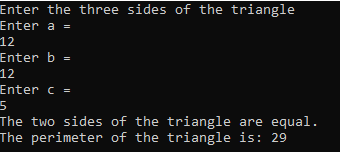 Enter the three sides of the triangle
Enter a =
12
Enter b =
12
Enter c =
5
The two sides of the triangle are equal.
The perimeter of the triangle is: 29